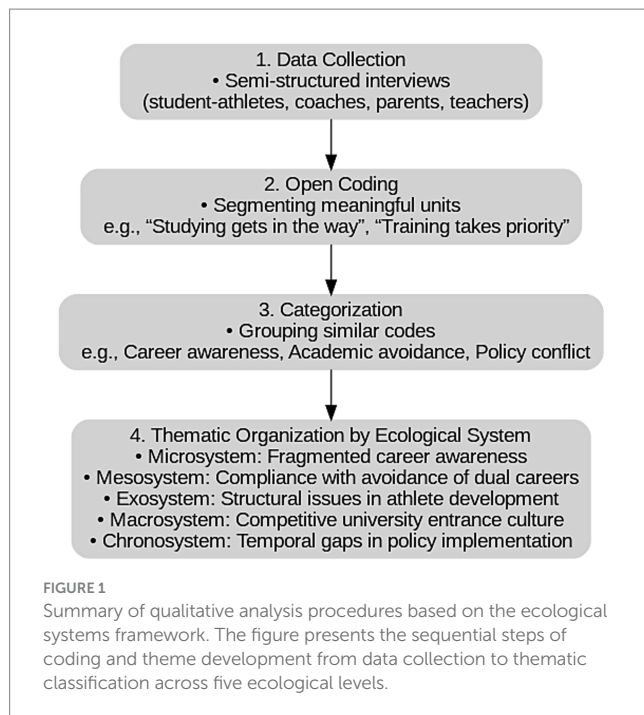 1. Data Collection
• Semi-structured interviews
(student-athletes, coaches, parents, teachers)
2. Open Coding
• Segmenting meaningful units
e.g., “Studying gets in the way”, “Training takes priority”
3. Categorization
• Grouping similar codes
e.g., Career awareness, Academic avoidance, Policy conflict
4. Thematic Organization by Ecological System
• Microsystem: Fragmented career awareness
• Mesosystem: Compliance with avoidance of dual careers
• Exosystem: Structural issues in athlete development
• Macrosystem: Competitive university entrance culture
• Chronosystem: Temporal gaps in policy implementation
FIGURE 1
Summary of qualitative analysis procedures based on the ecological
systems framework. The figure presents the sequential steps of
coding and theme development from data collection to thematic
classification across five ecological levels.